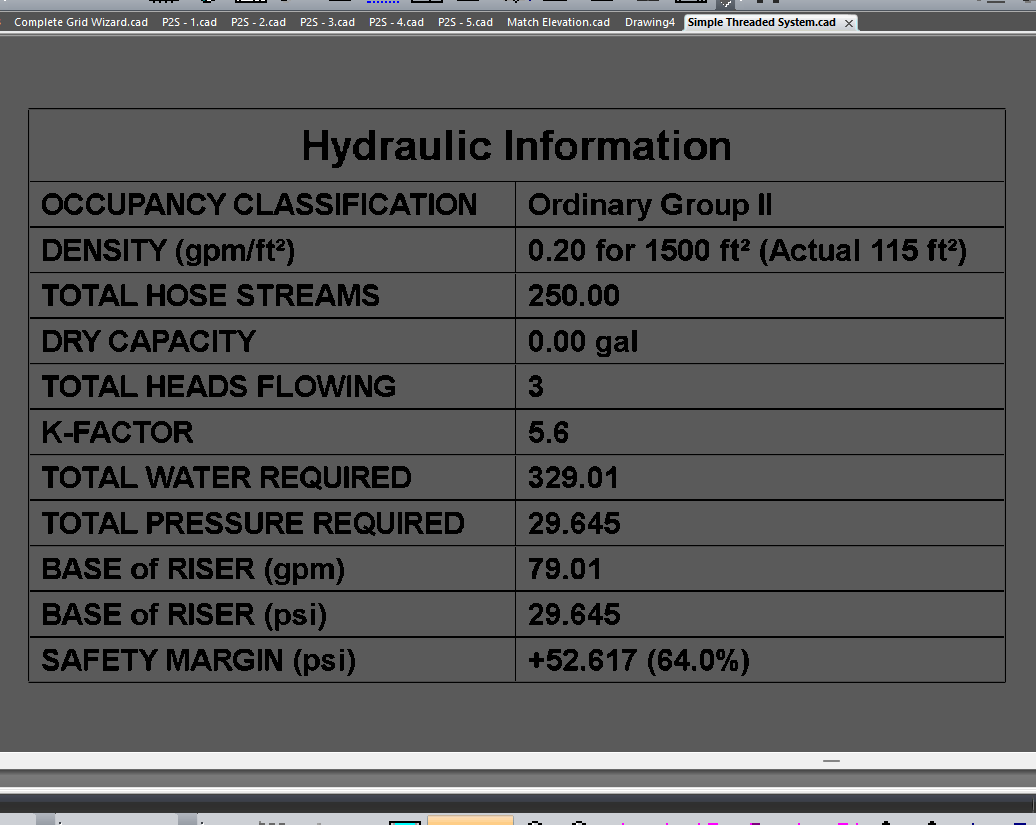 Complete Grid Wizard.cad P2S - 1.cad P2S - 2.cad P2S - 3.cad P2S - 4.cad P2S - 5.cad Match Elevation.cad Drawing4 Simple Threaded System.cad
Hydraulic Information
OCCUPANCY CLASSIFICATION Ordinary Group II
DENSITY (gpm/ft²) 0.20 for 1500 ft² (Actual 115 ft²)
TOTAL HOSE STREAMS 250.00
DRY CAPACITY 0.00 gal
TOTAL HEADS FLOWING 3
K-FACTOR 5.6
TOTAL WATER REQUIRED 329.01
TOTAL PRESSURE REQUIRED 29.645
BASE of RISER (gpm) 79.01
BASE of RISER (psi) 29.645
SAFETY MARGIN (psi) +52.617 (64.0%)